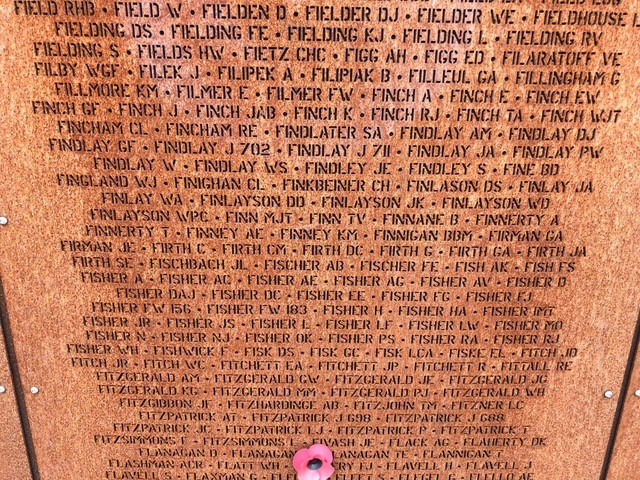 FIELD RHB • FIELD W • FIELDEN D • FIELDER DJ • FIELDER WE • FIELDHOUSE
FIELDING DS • FIELDING FE • FIELDING KJ • FIELDING L • FIELDING RV
FIELDING S • FIELDS HW • FIETZ CHC • FIGG AH • FIGG ED • FILARATOFF VE
FILBY WGF • FILEK J • FILIPEK A • FILIPIAK B • FILLEUL GA • FILLINGHAM G
FILLMORE KM • FILMER E • FILMER FW • FINCH A • FINCH E • FINCH EW
FINCH GF • FINCH J • FINCH JAB • FINCH K • FINCH RJ • FINCH TA • FINCH WJT
FINCHAM CL • FINCHAM RE • FINDLATER SA • FINDLAY AM • FINDLAY DJ
FINDLAY GF • FINDLAY J 702 • FINDLAY J 711 • FINDLAY JA • FINDLAY PW
FINDLAY W • FINDLAY WS • FINDLEY JE • FINDLEY S • FINE BD
FINGLAND WJ • FINIGHAN CL • FINKBEINER CH • FINLASON DS • FINLAY JA
FINLAY WA • FINLAYSON DD • FINLAYSON JK • FINLAYSON WD
FINLAYSON WPC • FINN MJT • FINN TV • FINNANE B • FINNERTY A
FINNERTY T • FINNEY AE • FINNEY KM • FINNIGAN BBM • FIRMAN GA
FIRMAN JE • FIRTH C • FIRTH CM • FIRTH DC • FIRTH G • FIRTH GA • FIRTH JA
FIRTH SE • FISCHBACH JL • FISCHER AB • FISCHER FE • FISH AK • FISH FS
FISHER A • FISHER AC • FISHER AE • FISHER AG • FISHER AV • FISHER D
FISHER DAJ • FISHER DC • FISHER EE • FISHER FG • FISHER FJ
FISHER FW 156 • FISHER FW 183 • FISHER H • FISHER HA • FISHER JMT
FISHER JR • FISHER JS • FISHER L • FISHER LF • FISHER LW • FISHER MO
FISHER N • FISHER NJ • FISHER OK • FISHER PS • FISHER RA • FISHER RJ
FISHER WH • FISHWICK F • FISK DS • FISK GC • FISK LCA • FISKE EL • FITCH JD
FITCH JR • FITCH WC • FITCHETT EA • FITCHETT JP • FITCHETT R • FITTALL RE
FITZGERALD AM • FITZGERALD GW • FITZGERALD JE • FITZGERALD JG
FITZGERALD KG • FITZGERALD MM • FITZGERALD PJ • FITZGERALD WH
FITZGIBBON JF • FITZHARDINGE AB • FITZJOHN TM • FITZNER LC
FITZPATRICK AT • FITZPATRICK J 698 • FITZPATRICK J 688
FITZPATRICK JC • FITZPATRICK LJ • FITZPATRICK P • FITZPATRICK T
FITZSIMMONS F • FITZSIMMONS L • FIVASH JE • FLACK AG • FLAHERTY DK
FLANAGAN D • FLANAGAN • FLANAGAN TE • FLANNIGAN T
FLASHMAN ACR • FLATT WH • FJ • FLAVELL H • FLAVELL J
FLAVELL S • FLAXMAN G